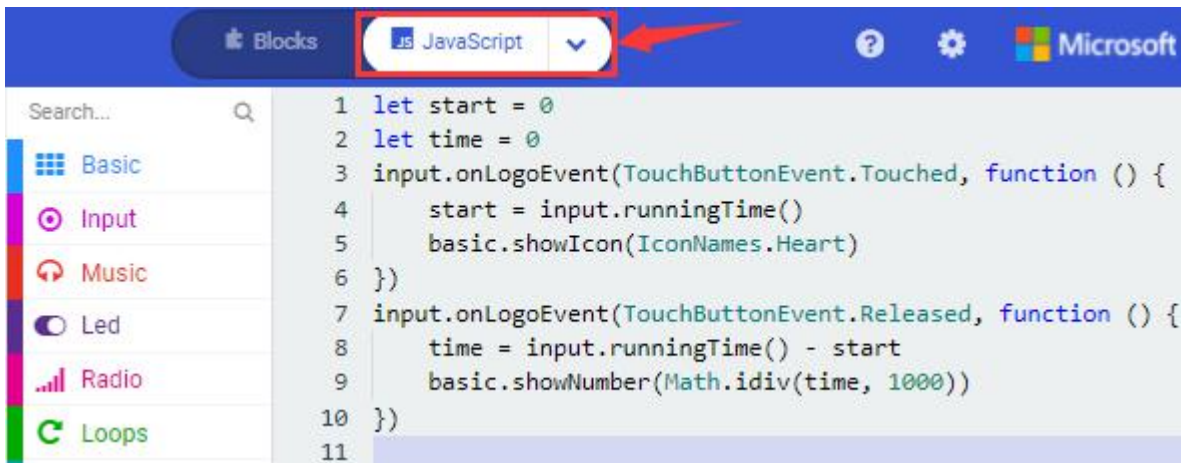 Blocks
JS JavaScript
Microsoft
Search...
Basic
Input
Music
Led
Radio
Loops
1 let start = 0
2 let time = 0
3 input.onLogoEvent(TouchButtonEvent.Touched, function () {
4     start = input.runningTime()
5     basic.showIcon(IconNames.Heart)
6 })
7 input.onLogoEvent(TouchButtonEvent.Released, function () {
8     time = input.runningTime() - start
9     basic.showNumber(Math.idiv(time, 1000))
10 })
11